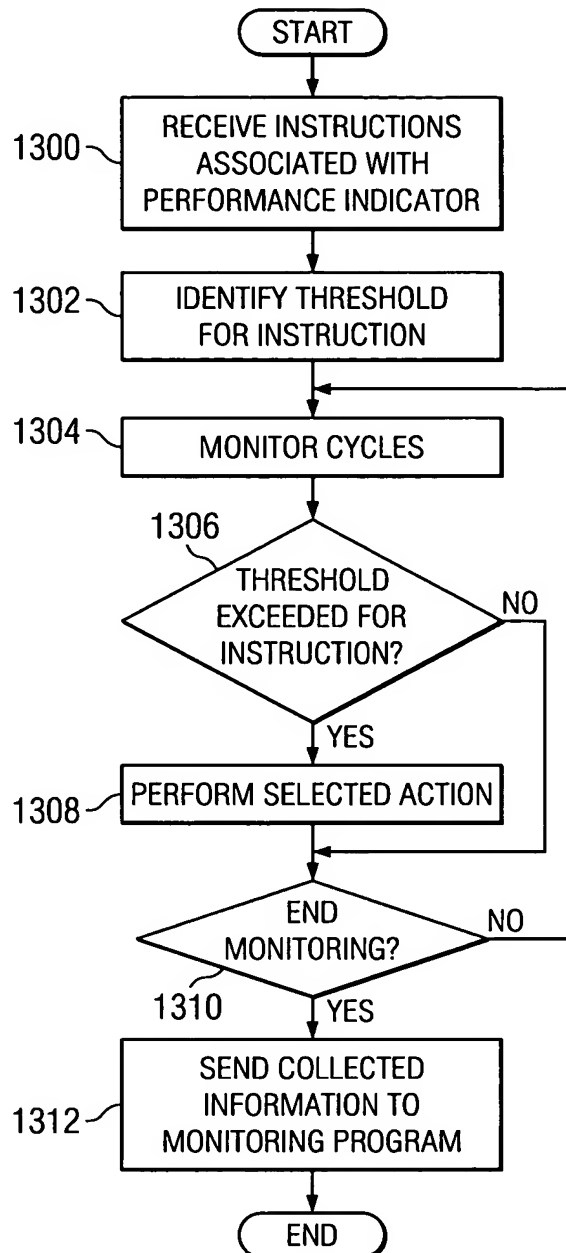 START
1300
RECEIVE INSTRUCTIONS
ASSOCIATED WITH
PERFORMANCE INDICATOR
1302
IDENTIFY THRESHOLD
FOR INSTRUCTION
1304
MONITOR CYCLES
1306
THRESHOLD
EXCEEDED FOR
INSTRUCTION?
NO
YES
1308
PERFORM SELECTED ACTION
END
MONITORING?
NO
1310
YES
1312
SEND COLLECTED
INFORMATION TO
MONITORING PROGRAM
END